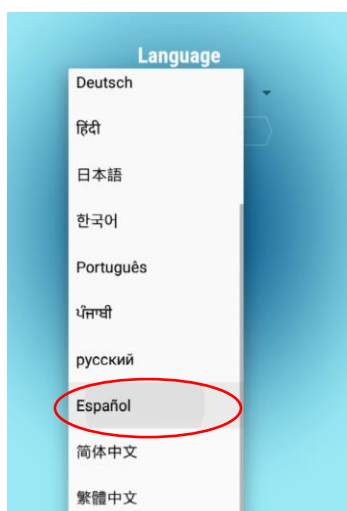 Language
Deutsch
हिंदी
日本語
한국어
Português
ਪੰਜਾਬੀ
русский
Español
简体中文
繁體中文